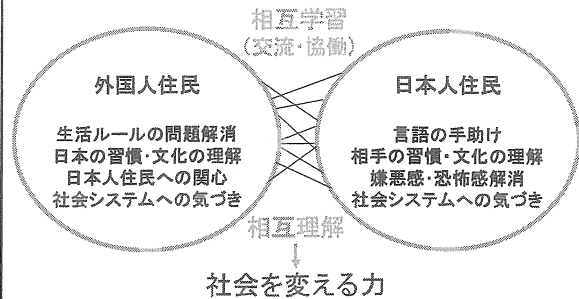 相互学習
(交流・協働)
外国人住民
生活ルールの問題解消
日本の習慣・文化の理解
日本人住民への関心
社会システムへの気づき
日本人住民
言語の手助け
相手の習慣・文化の理解
嫌悪感・恐怖感解消
社会システムへの気づき
相互理解
↓
社会を変える力